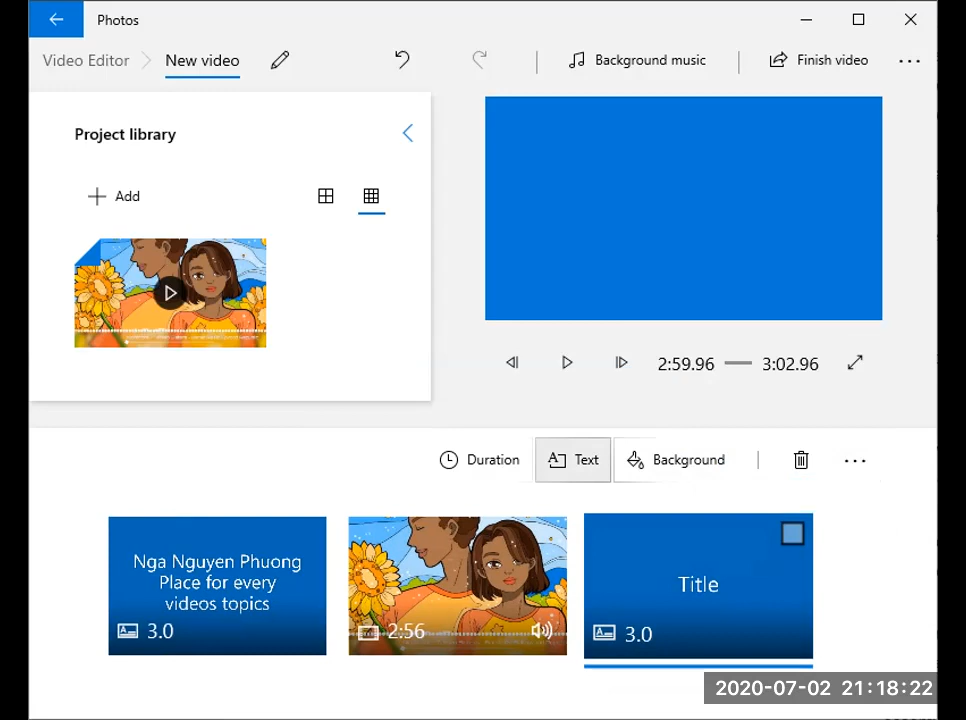 Photos
Video Editor
New video
Background music
Finish video
Project library
Add
2:59.96
3:02.96
Duration
Text
Background
Nga Nguyen Phuong
Place for every
videos topics
3.0
2:56
Title
3.0
2020-07-02 21:18:22